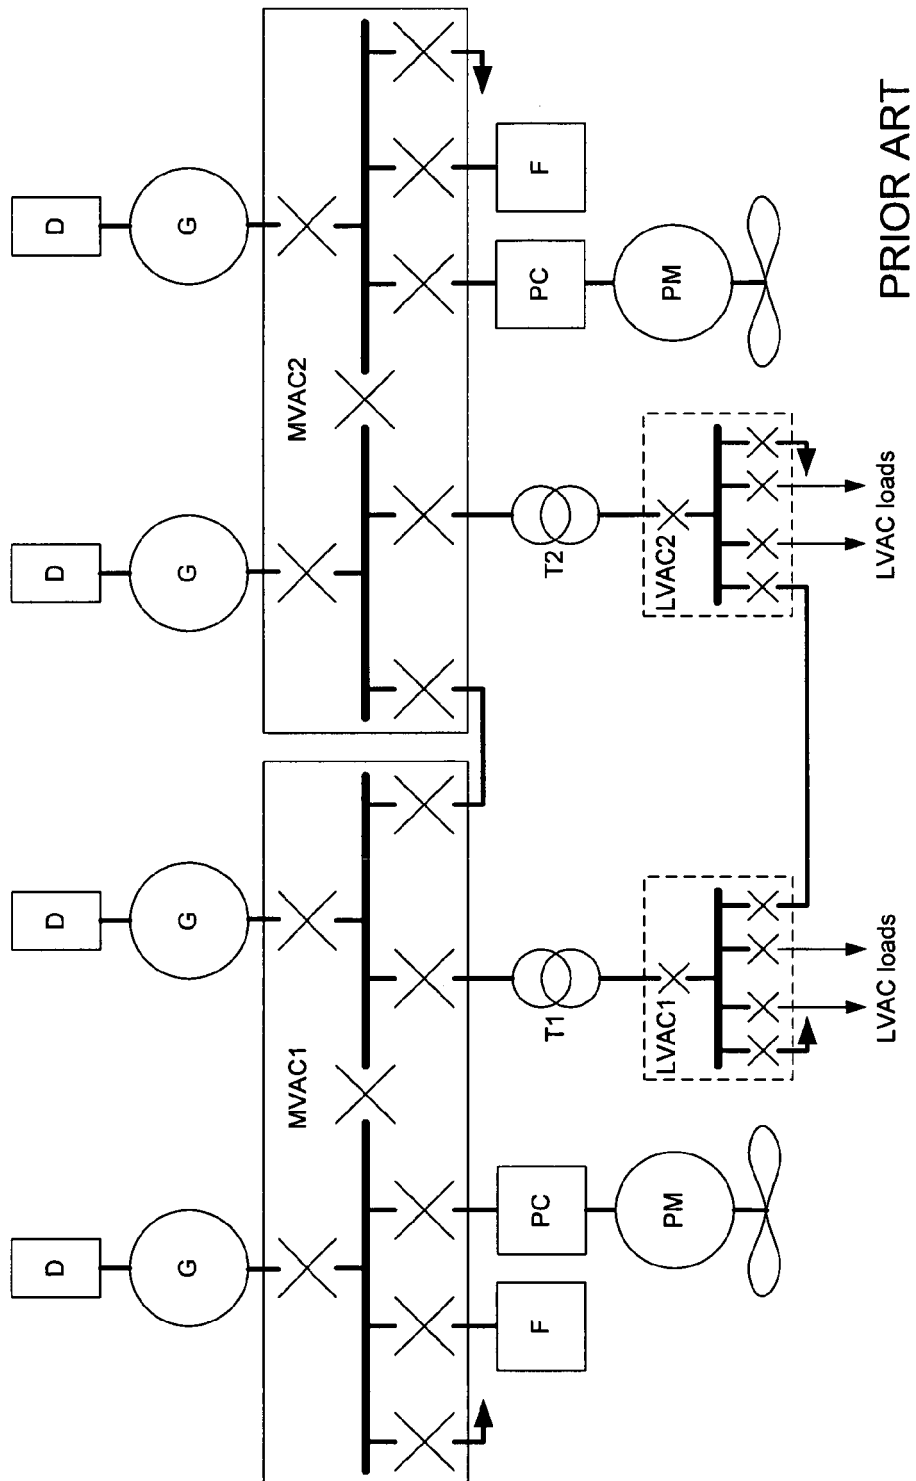 D D D D
G G G G
MVAC1 MVAC2
F PC T1 T2 PC F
PM LVAC1 LVAC2 PM
LVAC loads LVAC loads
PRIOR ART